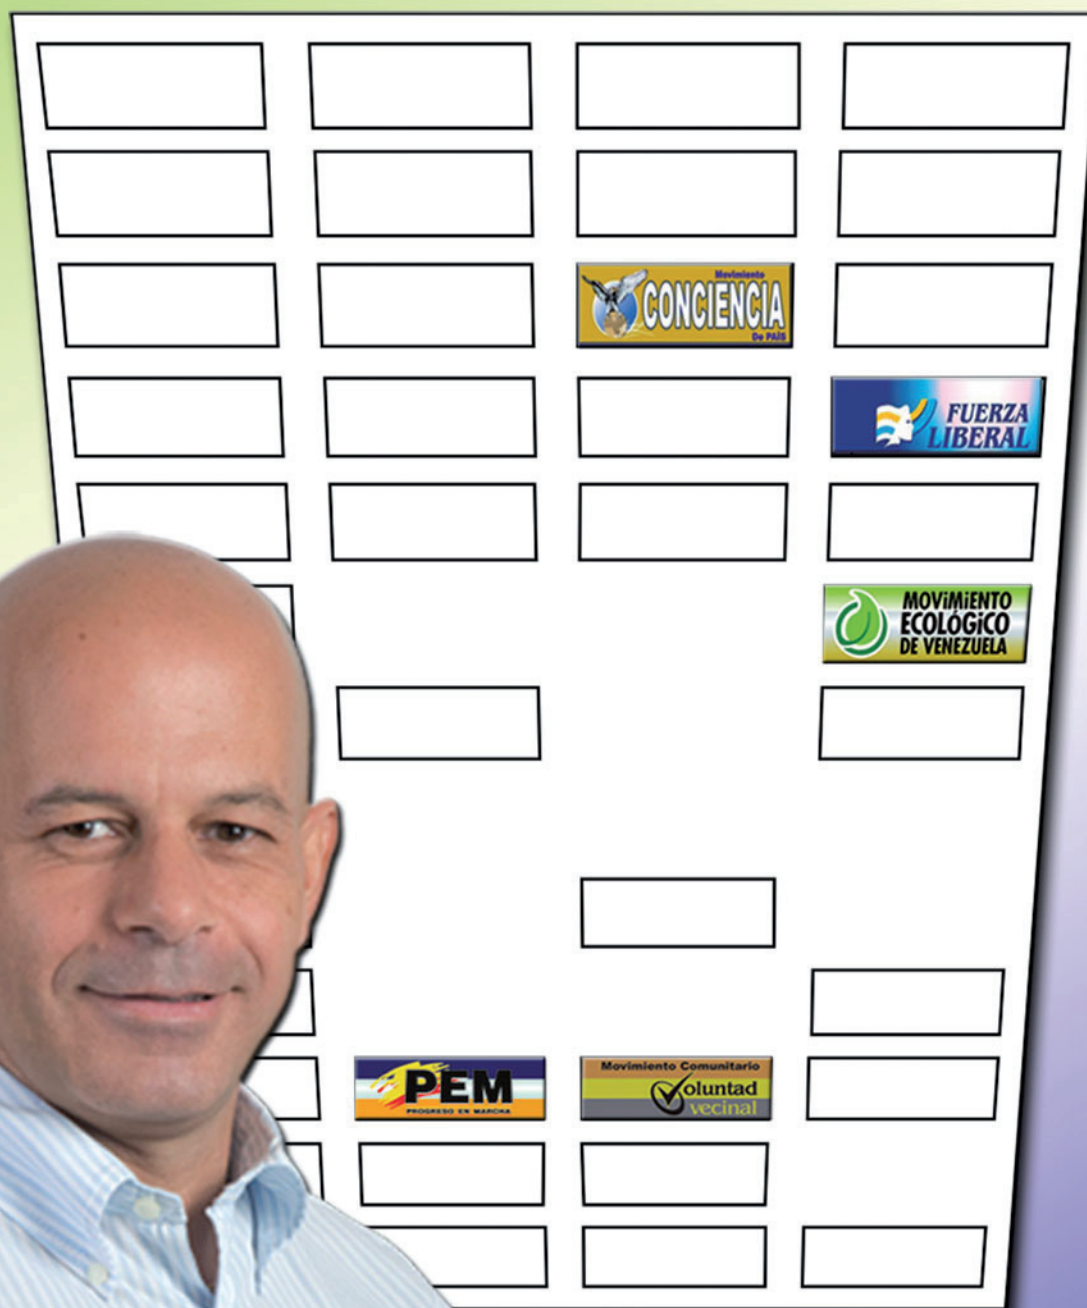 Movimiento
CONCIENCIA
De PAÍS
FUERZA
LIBERAL
MOViMiENTO
ECOLÓGiCO
DE VENEZUELA
PEM
PROGRESO EN MARCHA
Movimiento Comunitario
Voluntad
vecinal